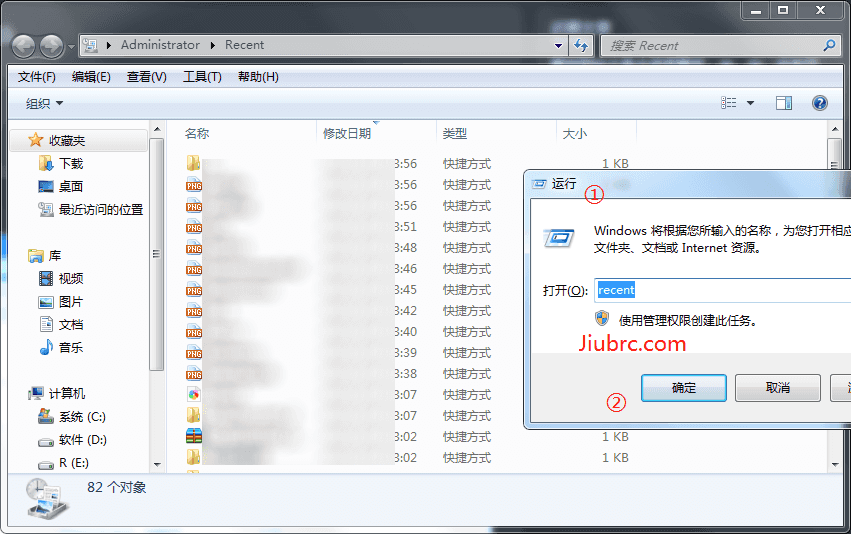 Administrator ▸ Recent
搜索 Recent
文件(F) 编辑(E) 查看(V) 工具(T) 帮助(H)
组织
收藏夹
下载
桌面
最近访问的位置
库
视频
图片
文档
音乐
计算机
系统 (C:)
软件 (D:)
R (E:)
名称 修改日期 类型 大小
3:56 快捷方式 1 KB
PNG 3:56 快捷方式
PNG 3:56 快捷方式
PNG 3:51 快捷方式
PNG 3:48 快捷方式
PNG 3:46 快捷方式
PNG 3:45 快捷方式
PNG 3:42 快捷方式
PNG 3:40 快捷方式
PNG 3:39 快捷方式
PNG 3:38 快捷方式
3:07 快捷方式
3:07 快捷方式
3:02 快捷方式 1 KB
3:02 快捷方式 1 KB
运行
①
Windows 将根据您所输入的名称，为您打开相应
文件夹、文档或 Internet 资源。
打开(O): recent
使用管理权限创建此任务。
Jiubrc.com
②
确定 取消
82 个对象